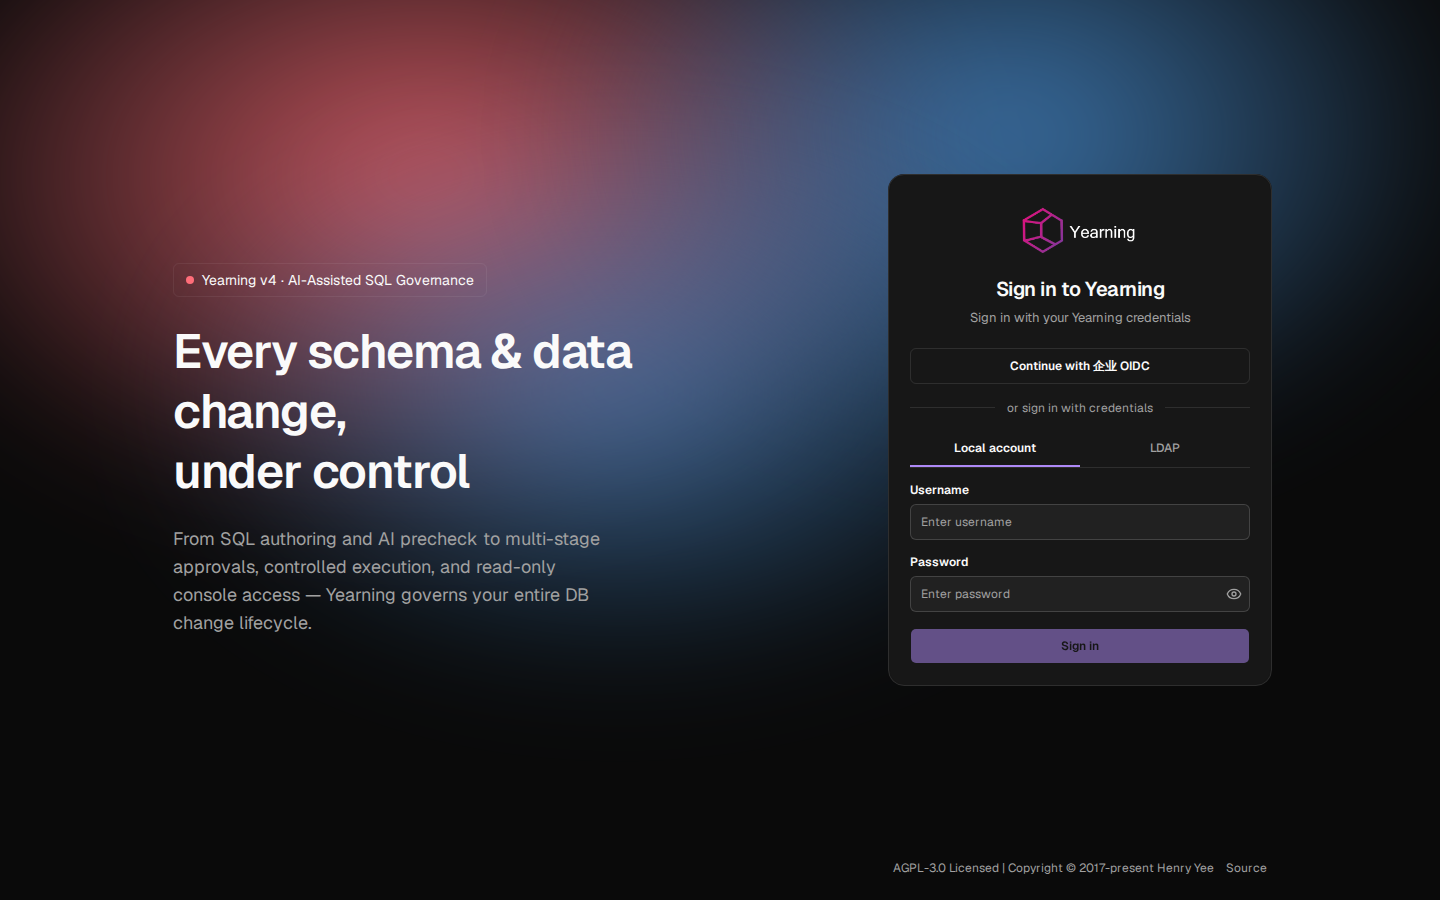 Yearning v4 · AI-Assisted SQL Governance
Every schema & data
change,
under control
From SQL authoring and AI precheck to multi-stage
approvals, controlled execution, and read-only
console access — Yearning governs your entire DB
change lifecycle.
Yearning
Sign in to Yearning
Sign in with your Yearning credentials
Continue with 企业 OIDC
or sign in with credentials
Local account LDAP
Username
Enter username
Password
Enter password
Sign in
AGPL-3.0 Licensed | Copyright © 2017-present Henry Yee Source